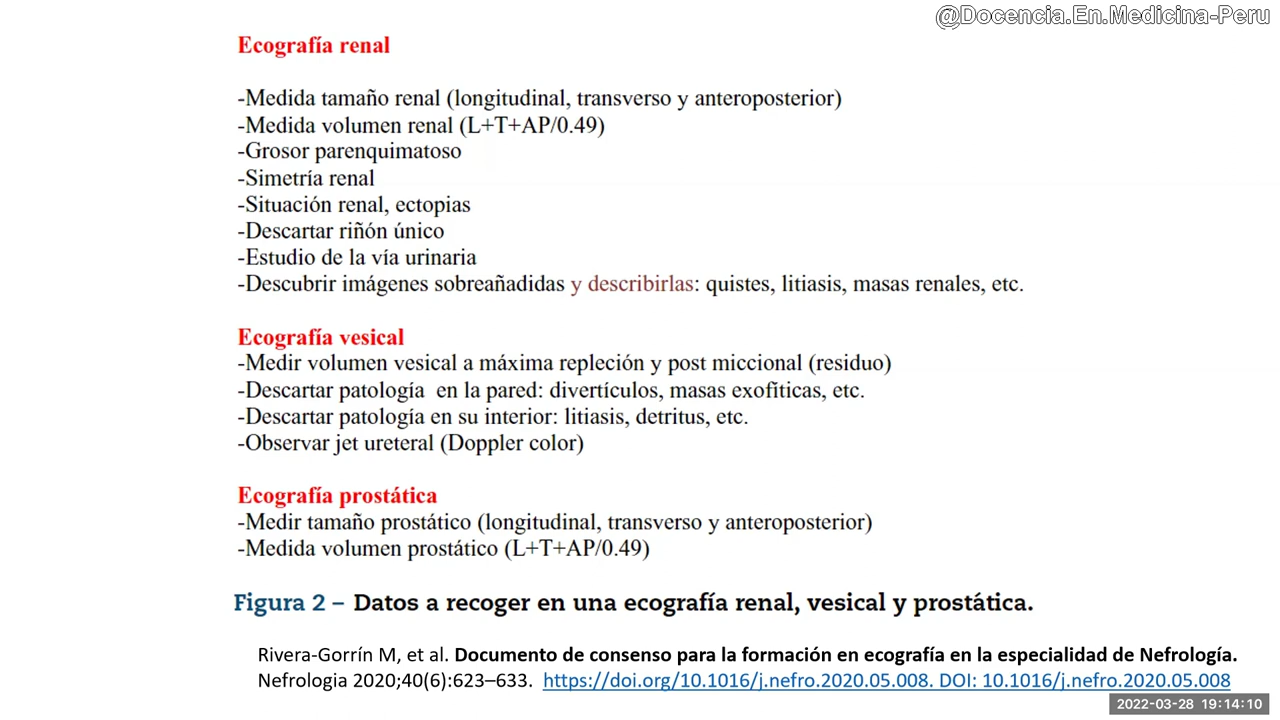 @Docencia.En.Medicina-Peru
Ecografía renal
-Medida tamaño renal (longitudinal, transverso y anteroposterior)
-Medida volumen renal (L+T+AP/0.49)
-Grosor parenquimatoso
-Simetría renal
-Situación renal, ectopias
-Descartar riñón único
-Estudio de la vía urinaria
-Descubrir imágenes sobreañadidas y describirlas: quistes, litiasis, masas renales, etc.
Ecografía vesical
-Medir volumen vesical a máxima repleción y post miccional (residuo)
-Descartar patología en la pared: divertículos, masas exofíticas, etc.
-Descartar patología en su interior: litiasis, detritus, etc.
-Observar jet ureteral (Doppler color)
Ecografía prostática
-Medir tamaño prostático (longitudinal, transverso y anteroposterior)
-Medida volumen prostático (L+T+AP/0.49)
Figura 2 – Datos a recoger en una ecografía renal, vesical y prostática.
Rivera-Gorrín M, et al. Documento de consenso para la formación en ecografía en la especialidad de Nefrología.
Nefrologia 2020;40(6):623–633. https://doi.org/10.1016/j.nefro.2020.05.008. DOI: 10.1016/j.nefro.2020.05.008
2022-03-28 19:14:10